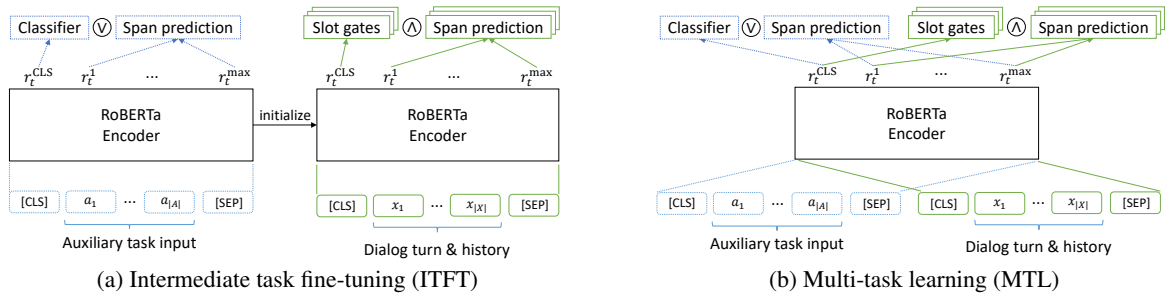 Classifier ∨ Span prediction
r_t^CLS r_t^1 ... r_t^max
RoBERTa
Encoder
[CLS] a_1 ... a_|A| [SEP]
Auxiliary task input
initialize
Slot gates ∧ Span prediction
r_t^CLS r_t^1 ... r_t^max
RoBERTa
Encoder
[CLS] x_1 ... x_|X| [SEP]
Dialog turn & history
(a) Intermediate task fine-tuning (ITFT)
Classifier ∨ Span prediction Slot gates ∧ Span prediction
r_t^CLS r_t^1 ... r_t^max
RoBERTa
Encoder
[CLS] a_1 ... a_|A| [SEP] [CLS] x_1 ... x_|X| [SEP]
Auxiliary task input Dialog turn & history
(b) Multi-task learning (MTL)